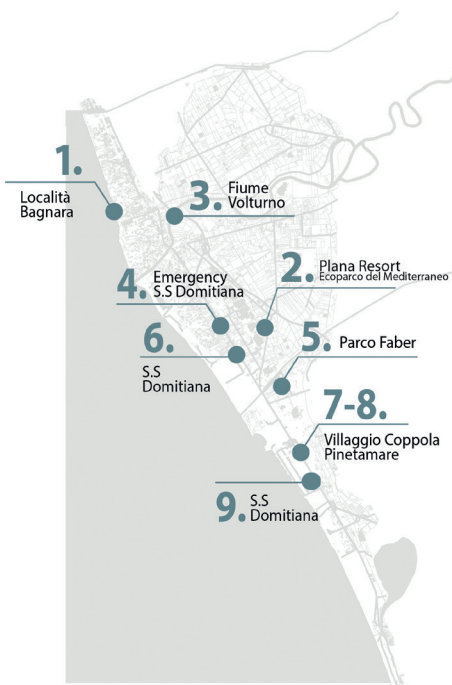 1.
Località
Bagnara
3. Fiume
Volturno
2. Plana Resort
Ecoparco del Mediterraneo
4. Emergency
S.S Domitiana
5. Parco Faber
6.
S.S
Domitiana
7-8.
Villaggio Coppola
Pinetamare
9. S.S
Domitiana